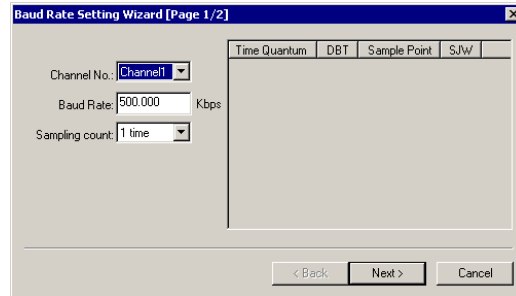 Baud Rate Setting Wizard [Page 1/2]
Time Quantum DBT Sample Point SJW
Channel No.: Channel1
Baud Rate: 500.000 Kbps
Sampling count: 1 time
< Back Next > Cancel